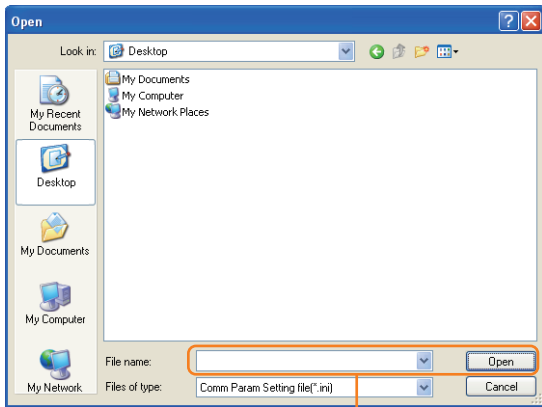 Open
Look in: Desktop
My Recent Documents
Desktop
My Documents
My Computer
My Network
My Documents
My Computer
My Network Places
File name: Open
Files of type: Comm Param Setting file(*.ini) Cancel